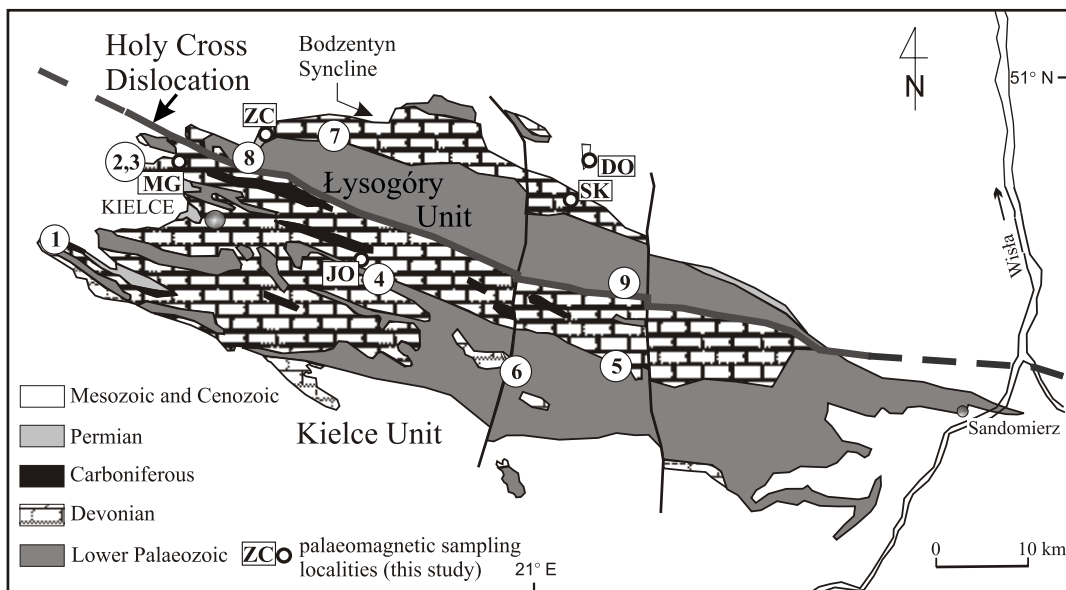 Holy Cross
Dislocation
Bodzentyn
Syncline
N
51° N
ZC
7
2,3
8
MG
DO
SK
Łysogóry
Unit
KIELCE
Wisła
1
JO
4
9
6
5
Kielce Unit
Sandomierz
Mesozoic and Cenozoic
Permian
Carboniferous
Devonian
Lower Palaeozoic
ZC palaeomagnetic sampling
localities (this study)
21° E
0 10 km